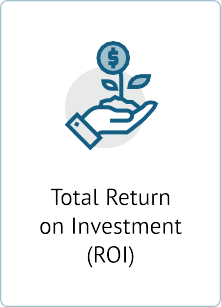 $
Total Return
on Investment
(ROI)